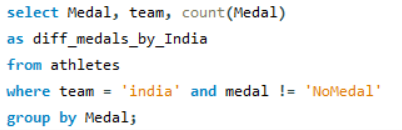 select Medal, team, count(Medal)
as diff_medals_by_India
from athletes
where team = 'india' and medal != 'NoMedal'
group by Medal;